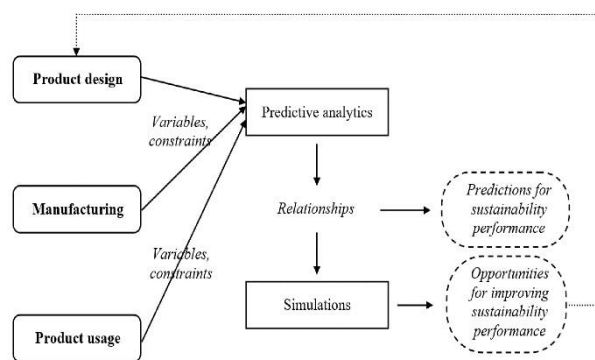 Product design
Variables,
constraints
Predictive analytics
Manufacturing
Relationships
Predictions for
sustainability
performance
Variables,
constraints
Product usage
Simulations
Opportunities
for improving
sustainability
performance